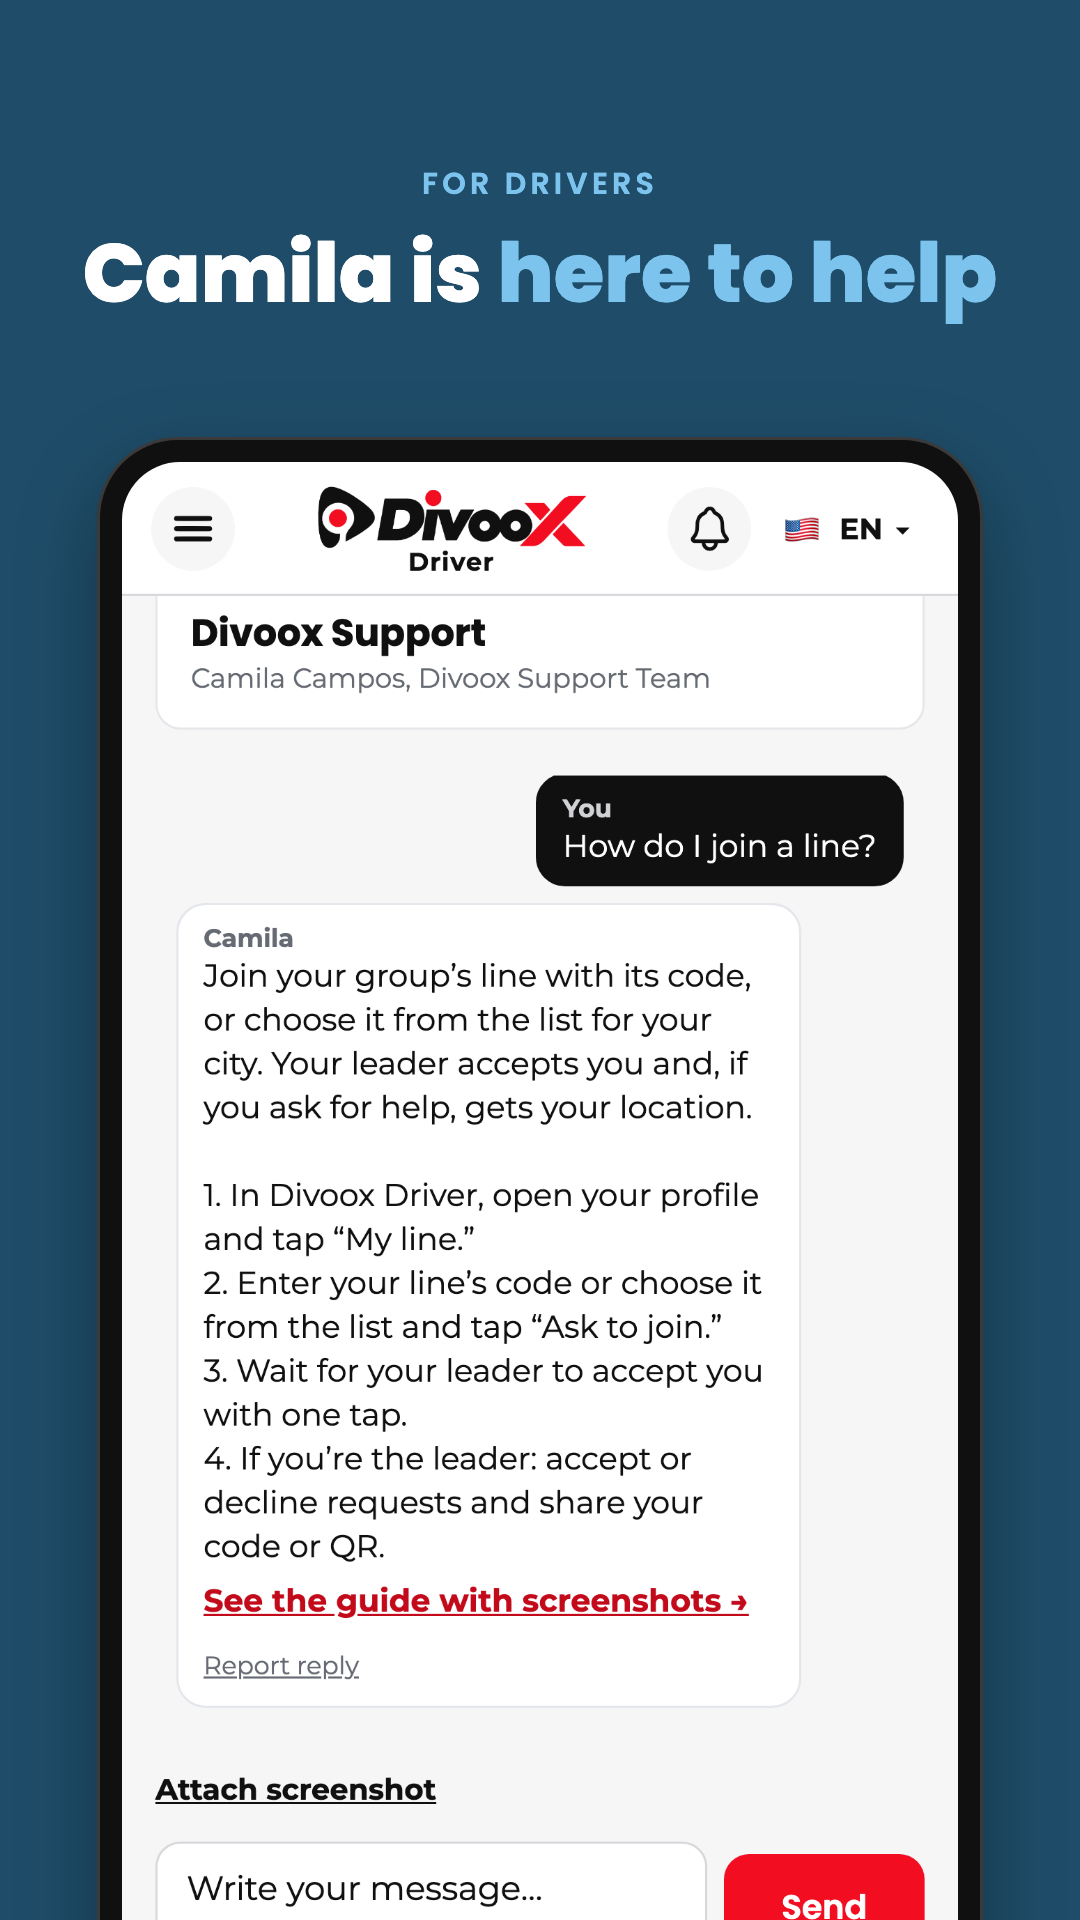 FOR DRIVERS
Camila is here to help
DivooX
Driver
EN
Divoox Support
Camila Campos, Divoox Support Team
You
How do I join a line?
Camila
Join your group’s line with its code,
or choose it from the list for your
city. Your leader accepts you and, if
you ask for help, gets your location.
1. In Divoox Driver, open your profile
and tap “My line.”
2. Enter your line’s code or choose it
from the list and tap “Ask to join.”
3. Wait for your leader to accept you
with one tap.
4. If you’re the leader: accept or
decline requests and share your
code or QR.
See the guide with screenshots →
Report reply
Attach screenshot
Write your message...
Send